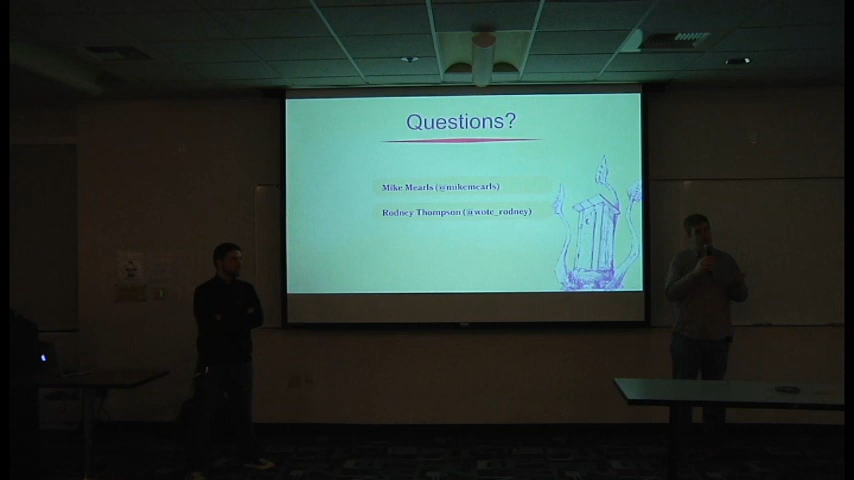 Questions?
Mike Mearls (@mikemearls)
Rodney Thompson (@wotc_rodney)